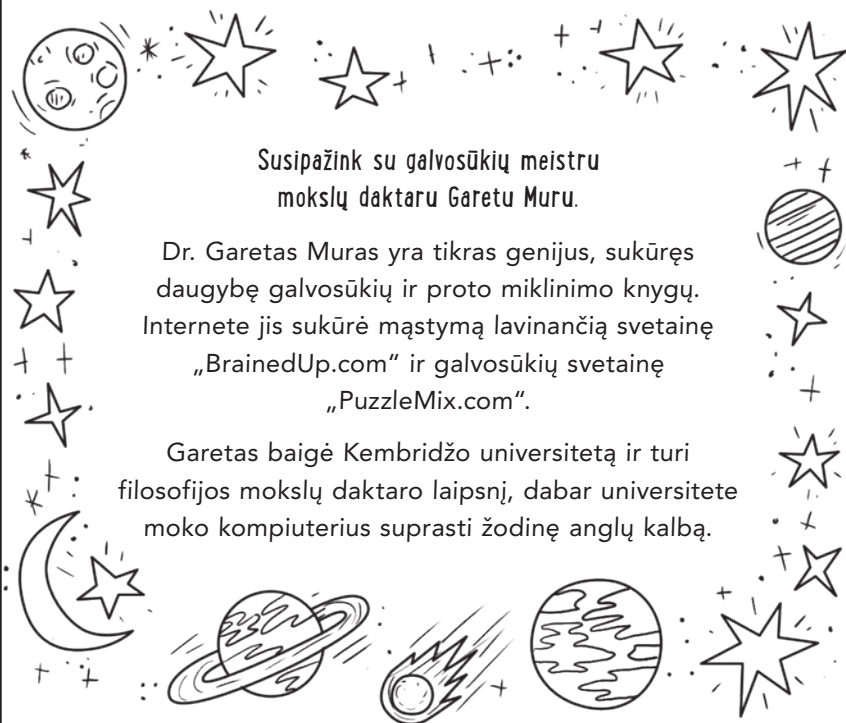 Susipažink su galvosūkių meistru
mokslų daktaru Garetu Muru.
Dr. Garetas Muras yra tikras genijus, sukūręs
daugybę galvosūkių ir proto miklinimo knygų.
Internete jis sukūrė mąstymą lavinančią svetainę
„BrainedUp.com“ ir galvosūkių svetainę
„PuzzleMix.com“.
Garetas baigė Kembridžo universitetą ir turi
filosofijos mokslų daktaro laipsnį, dabar universitete
moko kompiuterius suprasti žodinę anglų kalbą.